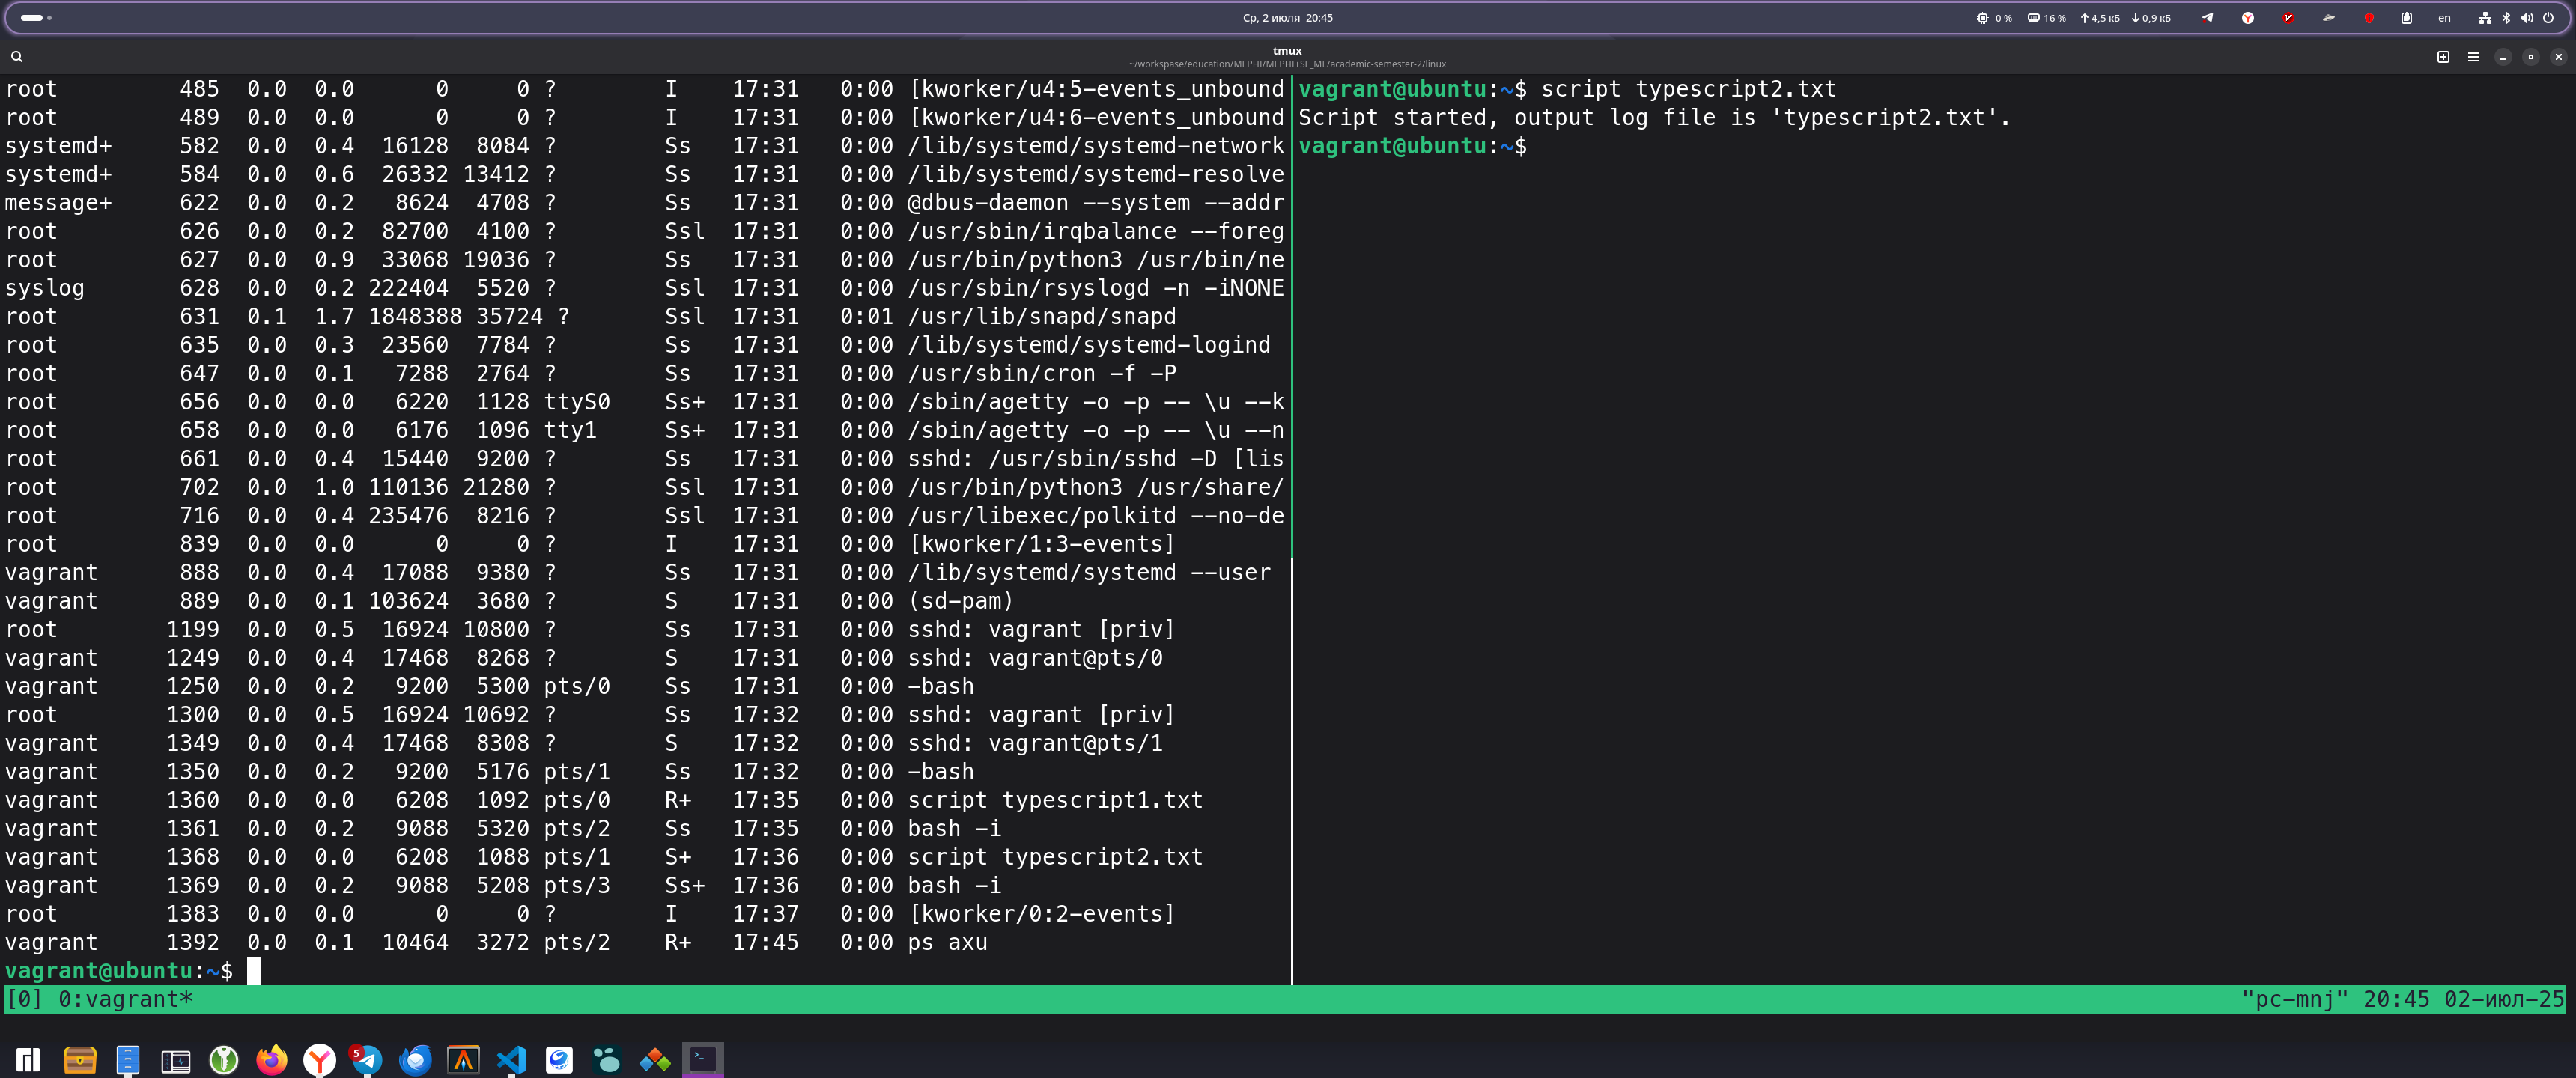 Ср, 2 июля 20:45
0 % 16 % 4,5 кБ 0,9 кБ en
tmux
~/workspase/education/MEPHI/MEPHI+SF_ML/academic-semester-2/linux
root 485 0.0 0.0 0 0 ? I 17:31 0:00 [kworker/u4:5-events_unbound
root 489 0.0 0.0 0 0 ? I 17:31 0:00 [kworker/u4:6-events_unbound
systemd+ 582 0.0 0.4 16128 8084 ? Ss 17:31 0:00 /lib/systemd/systemd-network
systemd+ 584 0.0 0.6 26332 13412 ? Ss 17:31 0:00 /lib/systemd/systemd-resolve
message+ 622 0.0 0.2 8624 4708 ? Ss 17:31 0:00 @dbus-daemon --system --addr
root 626 0.0 0.2 82700 4100 ? Ssl 17:31 0:00 /usr/sbin/irqbalance --foreg
root 627 0.0 0.9 33068 19036 ? Ss 17:31 0:00 /usr/bin/python3 /usr/bin/ne
syslog 628 0.0 0.2 222404 5520 ? Ssl 17:31 0:00 /usr/sbin/rsyslogd -n -iNONE
root 631 0.1 1.7 1848388 35724 ? Ssl 17:31 0:01 /usr/lib/snapd/snapd
root 635 0.0 0.3 23560 7784 ? Ss 17:31 0:00 /lib/systemd/systemd-logind
root 647 0.0 0.1 7288 2764 ? Ss 17:31 0:00 /usr/sbin/cron -f -P
root 656 0.0 0.0 6220 1128 ttyS0 Ss+ 17:31 0:00 /sbin/agetty -o -p -- \u --k
root 658 0.0 0.0 6176 1096 tty1 Ss+ 17:31 0:00 /sbin/agetty -o -p -- \u --n
root 661 0.0 0.4 15440 9200 ? Ss 17:31 0:00 sshd: /usr/sbin/sshd -D [lis
root 702 0.0 1.0 110136 21280 ? Ssl 17:31 0:00 /usr/bin/python3 /usr/share/
root 716 0.0 0.4 235476 8216 ? Ssl 17:31 0:00 /usr/libexec/polkitd --no-de
root 839 0.0 0.0 0 0 ? I 17:31 0:00 [kworker/1:3-events]
vagrant 888 0.0 0.4 17088 9380 ? Ss 17:31 0:00 /lib/systemd/systemd --user
vagrant 889 0.0 0.1 103624 3680 ? S 17:31 0:00 (sd-pam)
root 1199 0.0 0.5 16924 10800 ? Ss 17:31 0:00 sshd: vagrant [priv]
vagrant 1249 0.0 0.4 17468 8268 ? S 17:31 0:00 sshd: vagrant@pts/0
vagrant 1250 0.0 0.2 9200 5300 pts/0 Ss 17:31 0:00 -bash
root 1300 0.0 0.5 16924 10692 ? Ss 17:32 0:00 sshd: vagrant [priv]
vagrant 1349 0.0 0.4 17468 8308 ? S 17:32 0:00 sshd: vagrant@pts/1
vagrant 1350 0.0 0.2 9200 5176 pts/1 Ss 17:32 0:00 -bash
vagrant 1360 0.0 0.0 6208 1092 pts/0 R+ 17:35 0:00 script typescript1.txt
vagrant 1361 0.0 0.2 9088 5320 pts/2 Ss 17:35 0:00 bash -i
vagrant 1368 0.0 0.0 6208 1088 pts/1 S+ 17:36 0:00 script typescript2.txt
vagrant 1369 0.0 0.2 9088 5208 pts/3 Ss+ 17:36 0:00 bash -i
root 1383 0.0 0.0 0 0 ? I 17:37 0:00 [kworker/0:2-events]
vagrant 1392 0.0 0.1 10464 3272 pts/2 R+ 17:45 0:00 ps axu
vagrant@ubuntu:~$
vagrant@ubuntu:~$ script typescript2.txt
Script started, output log file is 'typescript2.txt'.
vagrant@ubuntu:~$
[0] 0:vagrant* "pc-mnj" 20:45 02-июл-25
5